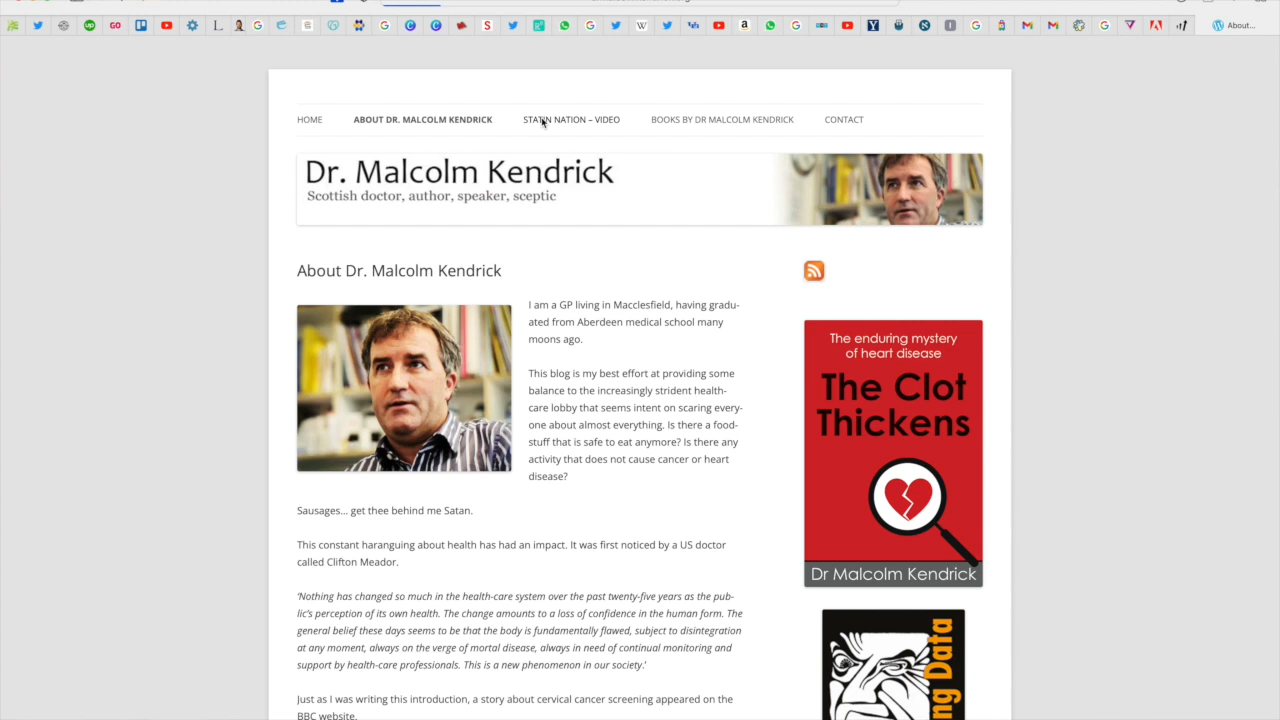 GO
About...
HOME
ABOUT DR. MALCOLM KENDRICK
STATIN NATION – VIDEO
BOOKS BY DR MALCOLM KENDRICK
CONTACT
Dr. Malcolm Kendrick
Scottish doctor, author, speaker, sceptic
About Dr. Malcolm Kendrick
I am a GP living in Macclesfield, having gradu-
ated from Aberdeen medical school many
moons ago.
This blog is my best effort at providing some
balance to the increasingly strident health-
care lobby that seems intent on scaring every-
one about almost everything. Is there a food-
stuff that is safe to eat anymore? Is there any
activity that does not cause cancer or heart
disease?
Sausages… get thee behind me Satan.
This constant haranguing about health has had an impact. It was first noticed by a US doctor
called Clifton Meador.
‘Nothing has changed so much in the health-care system over the past twenty-five years as the pub-
lic’s perception of its own health. The change amounts to a loss of confidence in the human form. The
general belief these days seems to be that the body is fundamentally flawed, subject to disintegration
at any moment, always on the verge of mortal disease, always in need of continual monitoring and
support by health-care professionals. This is a new phenomenon in our society.’
Just as I was writing this introduction, a story about cervical cancer screening appeared on the
BBC website.
The enduring mystery
of heart disease
The Clot
Thickens
Dr Malcolm Kendrick
ng Data